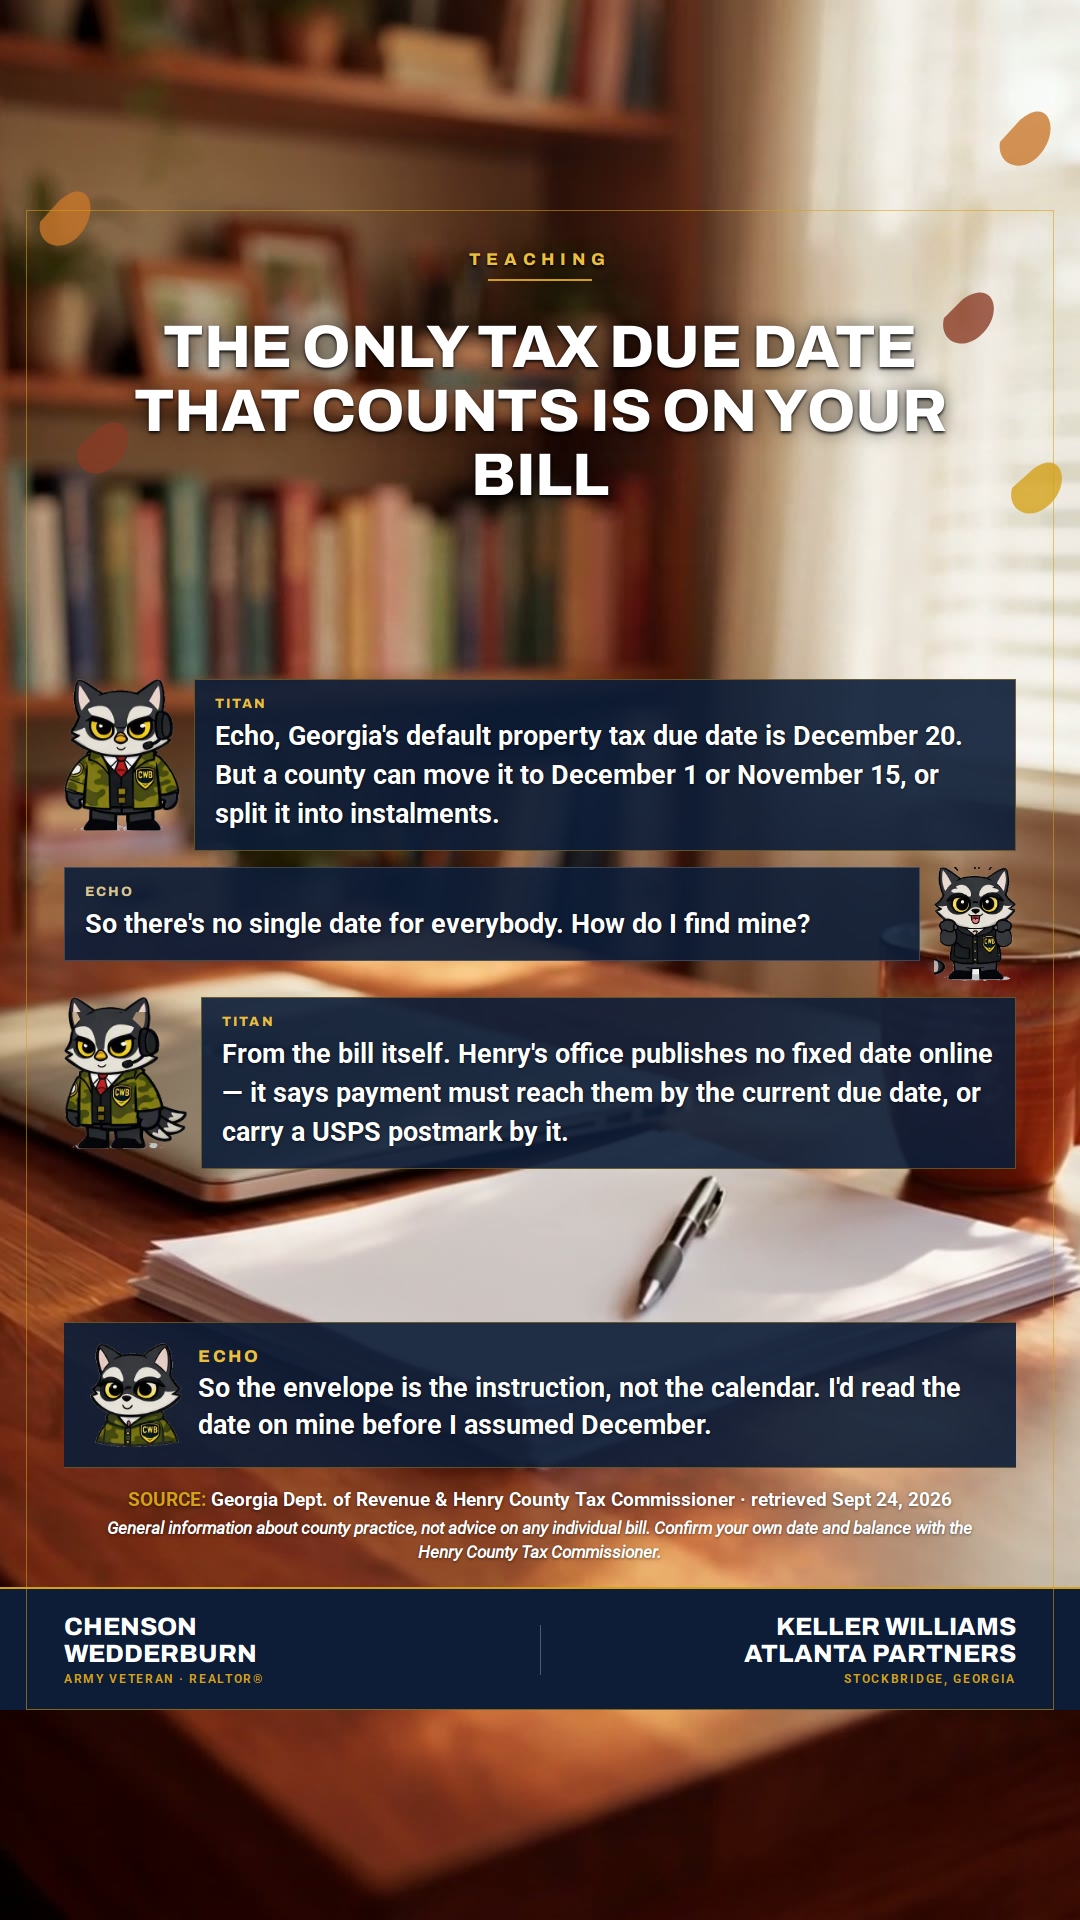 TEACHING
THE ONLY TAX DUE DATE
THAT COUNTS IS ON YOUR
BILL
TITAN
Echo, Georgia's default property tax due date is December 20.
But a county can move it to December 1 or November 15, or
split it into instalments.
ECHO
So there's no single date for everybody. How do I find mine?
TITAN
From the bill itself. Henry's office publishes no fixed date online
— it says payment must reach them by the current due date, or
carry a USPS postmark by it.
ECHO
So the envelope is the instruction, not the calendar. I'd read the
date on mine before I assumed December.
SOURCE: Georgia Dept. of Revenue & Henry County Tax Commissioner · retrieved Sept 24, 2026
General information about county practice, not advice on any individual bill. Confirm your own date and balance with the
Henry County Tax Commissioner.
CHENSON
WEDDERBURN
ARMY VETERAN · REALTOR®
KELLER WILLIAMS
ATLANTA PARTNERS
STOCKBRIDGE, GEORGIA
CWB
CWB
CWB
CWB